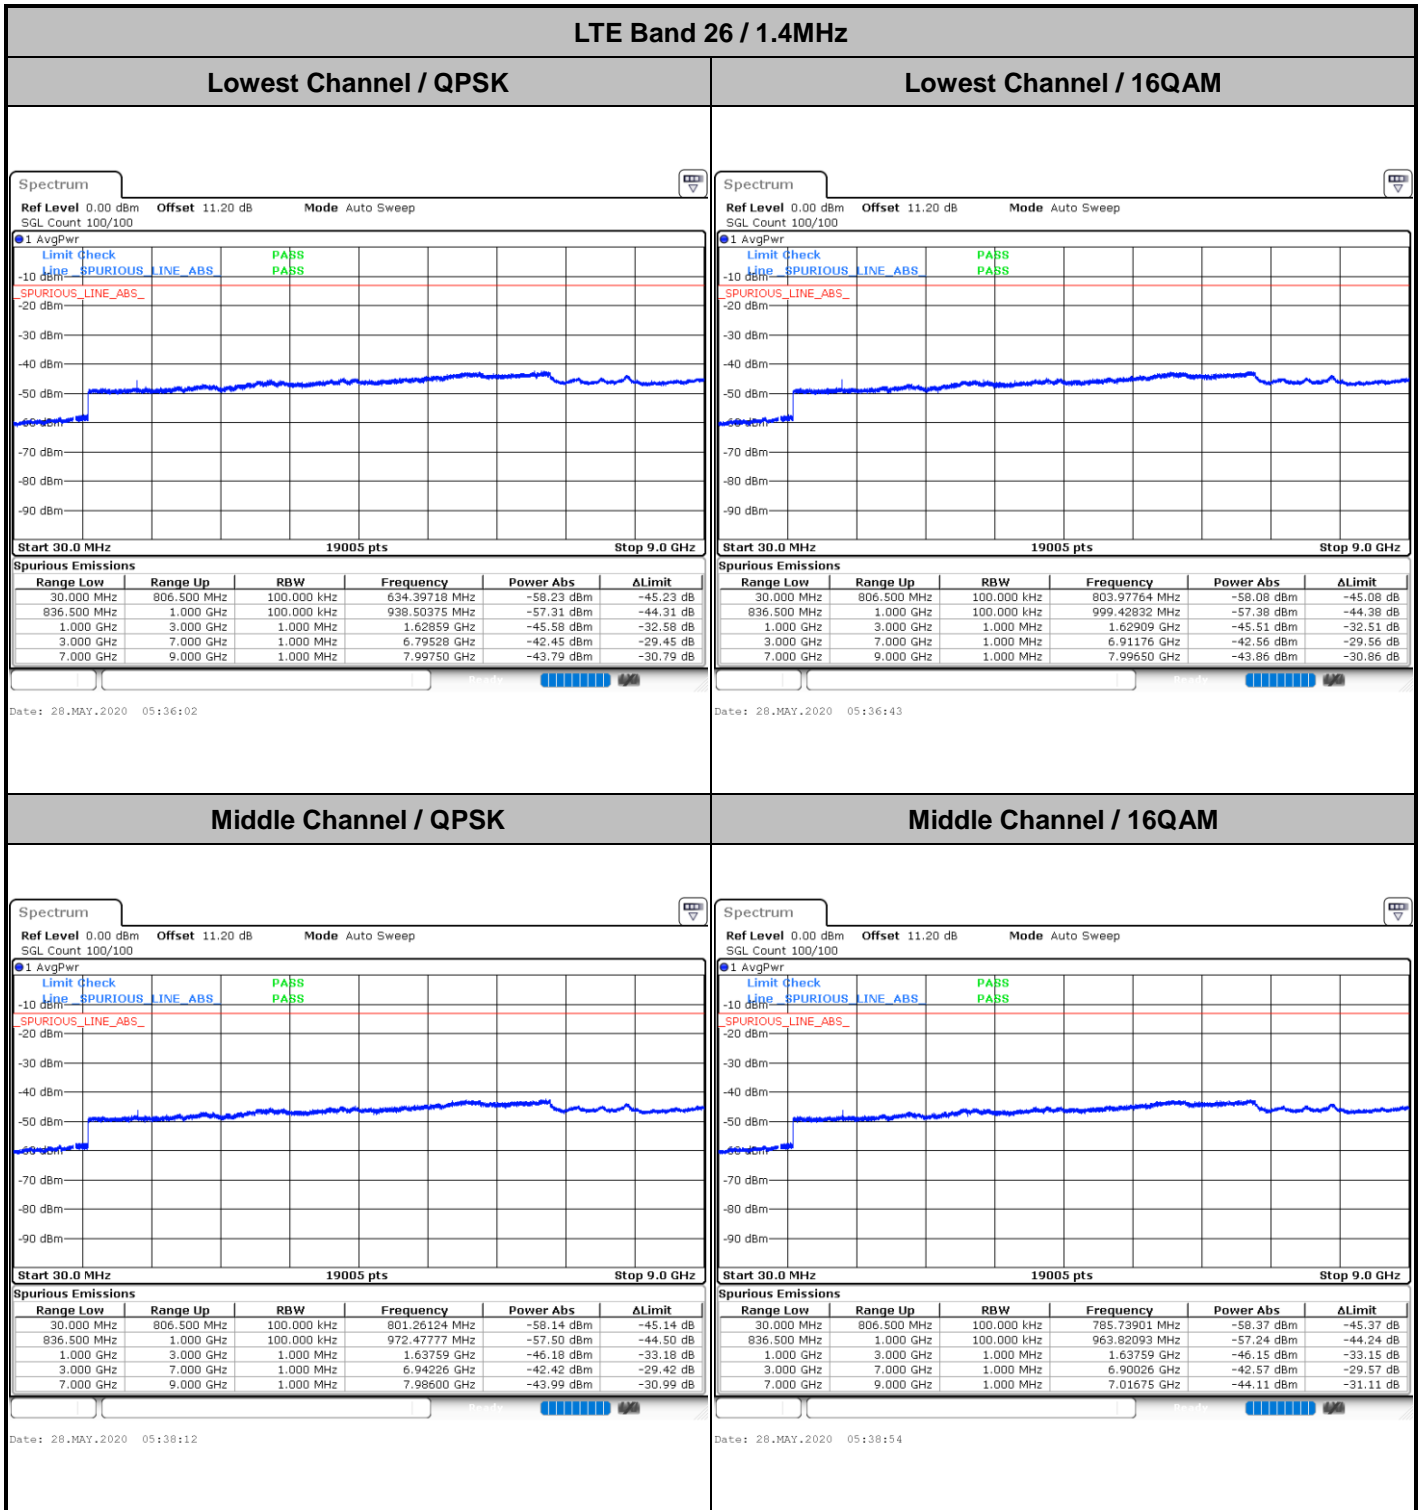 LTE Band 26 / 1.4MHz
Lowest Channel / QPSK
Lowest Channel / 16QAM
Spectrum
Ref Level 0.00 dBm Offset 11.20 dB Mode Auto Sweep
SGL Count 100/100
1 AvgPwr
Limit Check PASS
Line _SPURIOUS_LINE_ABS_ PASS
-10 dBm
_SPURIOUS_LINE_ABS_
-20 dBm
-30 dBm
-40 dBm
-50 dBm
-60 dBm
-70 dBm
-80 dBm
-90 dBm
Start 30.0 MHz 19005 pts Stop 9.0 GHz
Spurious Emissions
Range Low Range Up RBW Frequency Power Abs ΔLimit
30.000 MHz 806.500 MHz 100.000 kHz 634.39718 MHz -58.23 dBm -45.23 dB
836.500 MHz 1.000 GHz 100.000 kHz 938.50375 MHz -57.31 dBm -44.31 dB
1.000 GHz 3.000 GHz 1.000 MHz 1.62859 GHz -45.58 dBm -32.58 dB
3.000 GHz 7.000 GHz 1.000 MHz 6.79528 GHz -42.45 dBm -29.45 dB
7.000 GHz 9.000 GHz 1.000 MHz 7.99750 GHz -43.79 dBm -30.79 dB
Date: 28.MAY.2020 05:36:02
Spectrum
Ref Level 0.00 dBm Offset 11.20 dB Mode Auto Sweep
SGL Count 100/100
1 AvgPwr
Limit Check PASS
Line _SPURIOUS_LINE_ABS_ PASS
-10 dBm
_SPURIOUS_LINE_ABS_
-20 dBm
-30 dBm
-40 dBm
-50 dBm
-60 dBm
-70 dBm
-80 dBm
-90 dBm
Start 30.0 MHz 19005 pts Stop 9.0 GHz
Spurious Emissions
Range Low Range Up RBW Frequency Power Abs ΔLimit
30.000 MHz 806.500 MHz 100.000 kHz 803.97764 MHz -58.08 dBm -45.08 dB
836.500 MHz 1.000 GHz 100.000 kHz 999.42832 MHz -57.38 dBm -44.38 dB
1.000 GHz 3.000 GHz 1.000 MHz 1.62909 GHz -45.51 dBm -32.51 dB
3.000 GHz 7.000 GHz 1.000 MHz 6.91176 GHz -42.56 dBm -29.56 dB
7.000 GHz 9.000 GHz 1.000 MHz 7.99650 GHz -43.86 dBm -30.86 dB
Date: 28.MAY.2020 05:36:43
Middle Channel / QPSK
Middle Channel / 16QAM
Spectrum
Ref Level 0.00 dBm Offset 11.20 dB Mode Auto Sweep
SGL Count 100/100
1 AvgPwr
Limit Check PASS
Line _SPURIOUS_LINE_ABS_ PASS
-10 dBm
_SPURIOUS_LINE_ABS_
-20 dBm
-30 dBm
-40 dBm
-50 dBm
-60 dBm
-70 dBm
-80 dBm
-90 dBm
Start 30.0 MHz 19005 pts Stop 9.0 GHz
Spurious Emissions
Range Low Range Up RBW Frequency Power Abs ΔLimit
30.000 MHz 806.500 MHz 100.000 kHz 801.26124 MHz -58.14 dBm -45.14 dB
836.500 MHz 1.000 GHz 100.000 kHz 972.47777 MHz -57.50 dBm -44.50 dB
1.000 GHz 3.000 GHz 1.000 MHz 1.63759 GHz -46.18 dBm -33.18 dB
3.000 GHz 7.000 GHz 1.000 MHz 6.94226 GHz -42.42 dBm -29.42 dB
7.000 GHz 9.000 GHz 1.000 MHz 7.98600 GHz -43.99 dBm -30.99 dB
Date: 28.MAY.2020 05:38:12
Spectrum
Ref Level 0.00 dBm Offset 11.20 dB Mode Auto Sweep
SGL Count 100/100
1 AvgPwr
Limit Check PASS
Line _SPURIOUS_LINE_ABS_ PASS
-10 dBm
_SPURIOUS_LINE_ABS_
-20 dBm
-30 dBm
-40 dBm
-50 dBm
-60 dBm
-70 dBm
-80 dBm
-90 dBm
Start 30.0 MHz 19005 pts Stop 9.0 GHz
Spurious Emissions
Range Low Range Up RBW Frequency Power Abs ΔLimit
30.000 MHz 806.500 MHz 100.000 kHz 785.73901 MHz -58.37 dBm -45.37 dB
836.500 MHz 1.000 GHz 100.000 kHz 963.82093 MHz -57.24 dBm -44.24 dB
1.000 GHz 3.000 GHz 1.000 MHz 1.63759 GHz -46.15 dBm -33.15 dB
3.000 GHz 7.000 GHz 1.000 MHz 6.90026 GHz -42.57 dBm -29.57 dB
7.000 GHz 9.000 GHz 1.000 MHz 7.01675 GHz -44.11 dBm -31.11 dB
Date: 28.MAY.2020 05:38:54